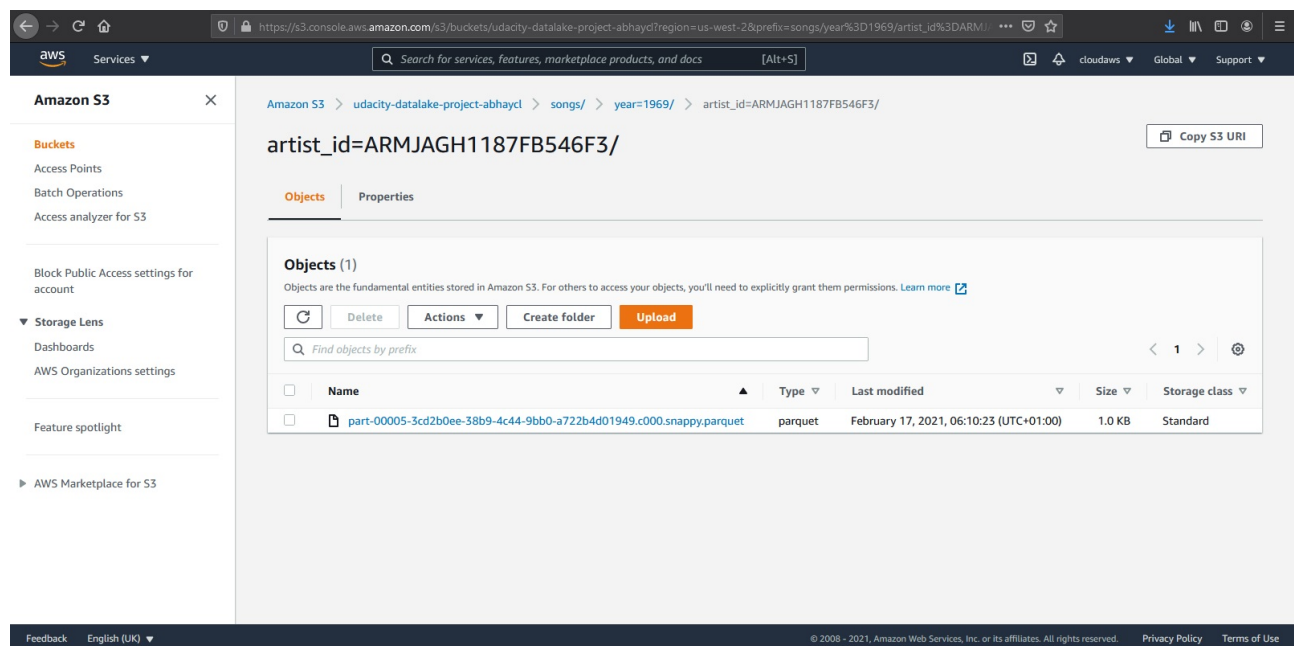 https://s3.console.aws.amazon.com/s3/buckets/udacity-datalake-project-abhaycl?region=us-west-2&prefix=songs/year%3D1969/artist_id%3DARMJ
aws Services ▼ Search for services, features, marketplace products, and docs [Alt+S] cloudaws ▼ Global ▼ Support ▼
Amazon S3
Buckets
Access Points
Batch Operations
Access analyzer for S3
Block Public Access settings for
account
Storage Lens
Dashboards
AWS Organizations settings
Feature spotlight
AWS Marketplace for S3
Amazon S3 > udacity-datalake-project-abhaycl > songs/ > year=1969/ > artist_id=ARMJAGH1187FB546F3/
artist_id=ARMJAGH1187FB546F3/
Copy S3 URI
Objects Properties
Objects (1)
Objects are the fundamental entities stored in Amazon S3. For others to access your objects, you'll need to explicitly grant them permissions. Learn more
Delete Actions ▼ Create folder Upload
Find objects by prefix
< 1 >
Name Type Last modified Size Storage class
part-00005-3cd2b0ee-38b9-4c44-9bb0-a722b4d01949.c000.snappy.parquet parquet February 17, 2021, 06:10:23 (UTC+01:00) 1.0 KB Standard
Feedback English (UK) ▼ © 2008 - 2021, Amazon Web Services, Inc. or its affiliates. All rights reserved. Privacy Policy Terms of Use